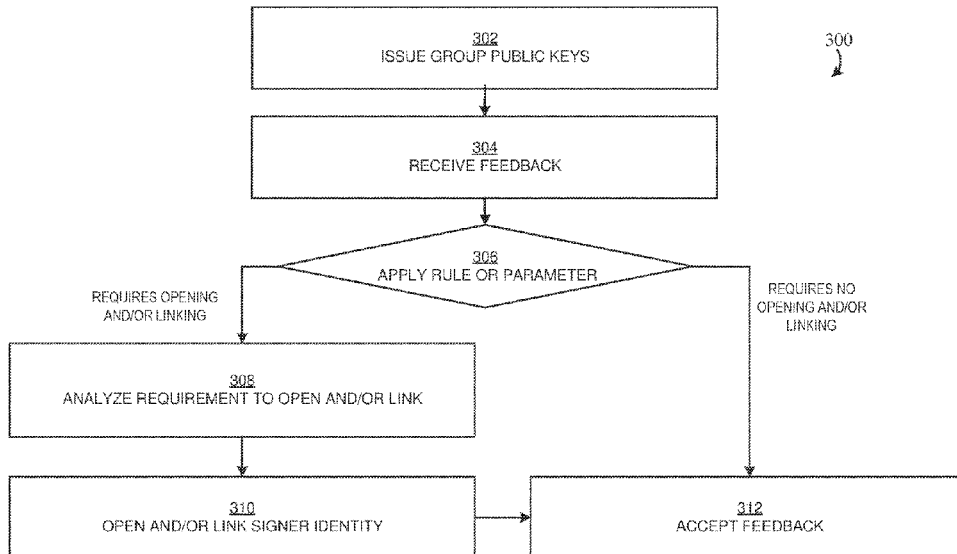 302
ISSUE GROUP PUBLIC KEYS
300
304
RECEIVE FEEDBACK
306
APPLY RULE OR PARAMETER
REQUIRES OPENING
AND/OR LINKING
REQUIRES NO
OPENING AND/OR
LINKING
308
ANALYZE REQUIREMENT TO OPEN AND/OR LINK
310
OPEN AND/OR LINK SIGNER IDENTITY
312
ACCEPT FEEDBACK